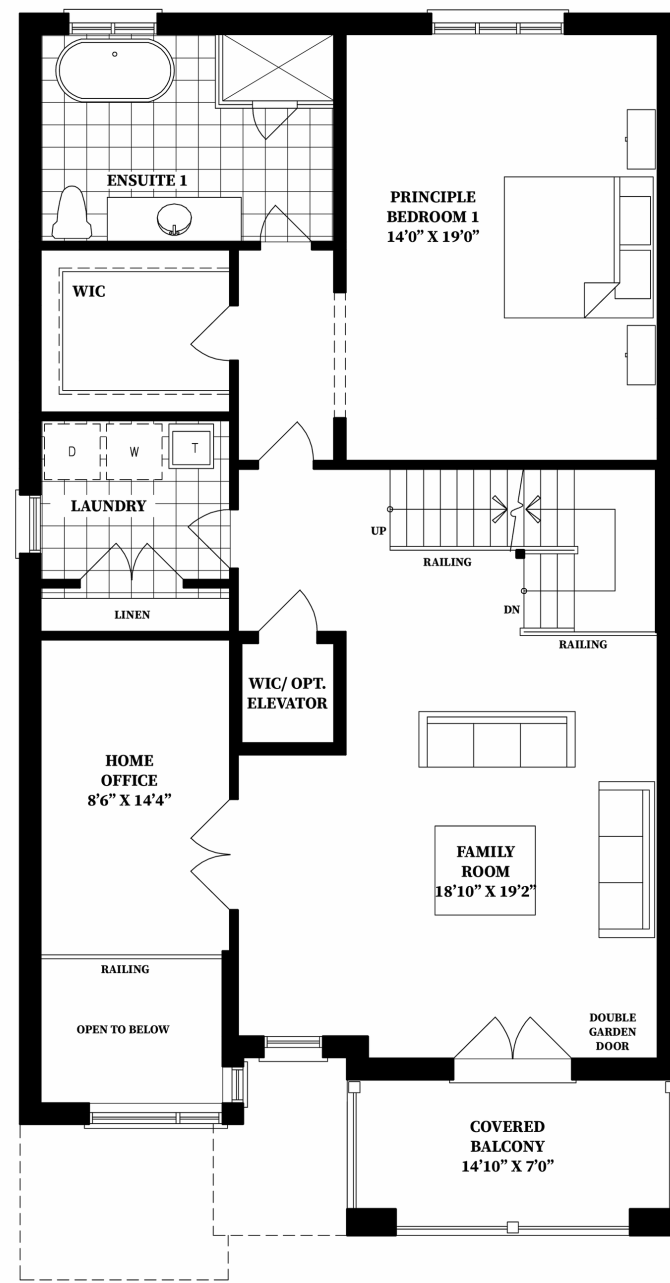 ENSUITE 1
PRINCIPLE
BEDROOM 1
14’0” X 19’0”
WIC
D
W
T
LAUNDRY
UP
RAILING
LINEN
DN
RAILING
WIC/ OPT.
ELEVATOR
HOME
OFFICE
8’6” X 14’4”
FAMILY
ROOM
18’10” X 19’2”
RAILING
OPEN TO BELOW
DOUBLE
GARDEN
DOOR
COVERED
BALCONY
14’10” X 7’0”